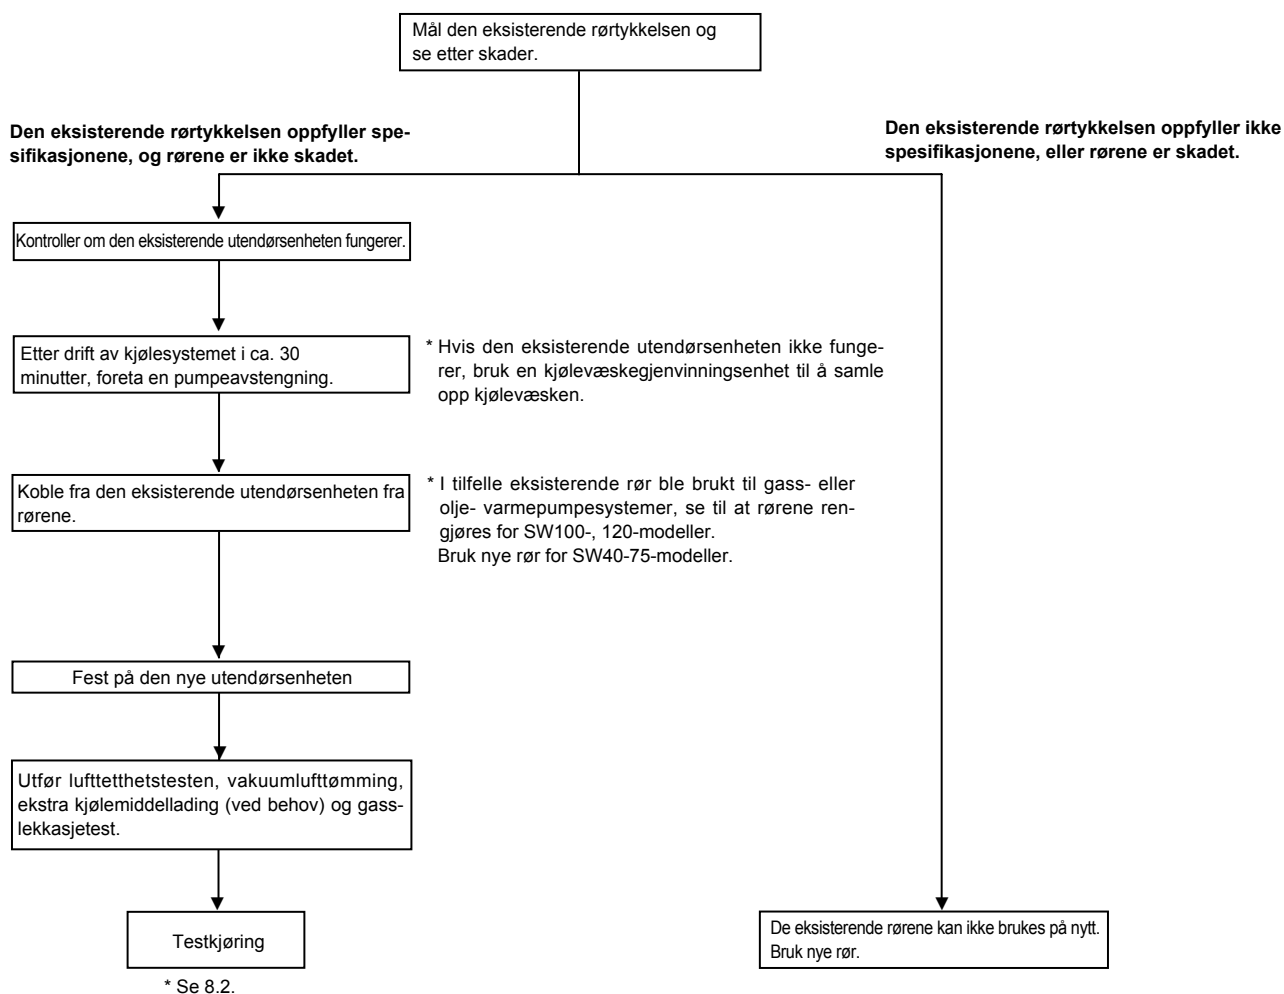 Mål den eksisterende rørtykkelsen og
se etter skader.
Den eksisterende rørtykkelsen oppfyller spe-
sifikasjonene, og rørene er ikke skadet.
Den eksisterende rørtykkelsen oppfyller ikke
spesifikasjonene, eller rørene er skadet.
Kontroller om den eksisterende utendørsenheten fungerer.
Etter drift av kjølesystemet i ca. 30
minutter, foreta en pumpeavstengning.
* Hvis den eksisterende utendørsenheten ikke funge-
rer, bruk en kjølevæskegjenvinningsenhet til å samle
opp kjølevæsken.
Koble fra den eksisterende utendørsenheten fra
rørene.
* I tilfelle eksisterende rør ble brukt til gass- eller
olje- varmepumpesystemer, se til at rørene ren-
gjøres for SW100-, 120-modeller.
Bruk nye rør for SW40-75-modeller.
Fest på den nye utendørsenheten
Utfør lufttetthetstesten, vakuumlufttømming,
ekstra kjølemiddellading (ved behov) og gass-
lekkasjetest.
Testkjøring
* Se 8.2.
De eksisterende rørene kan ikke brukes på nytt.
Bruk nye rør.